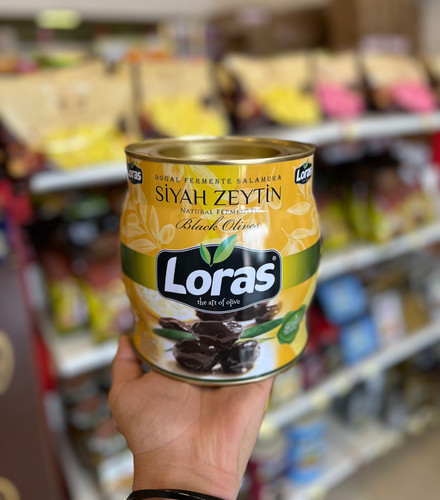 DOĞAL FERMENTE SALAMURA
SİYAH ZEYTİN
NATURAL FERMENTED
Black Olives
Loras®
the art of olive
Loras
Loras